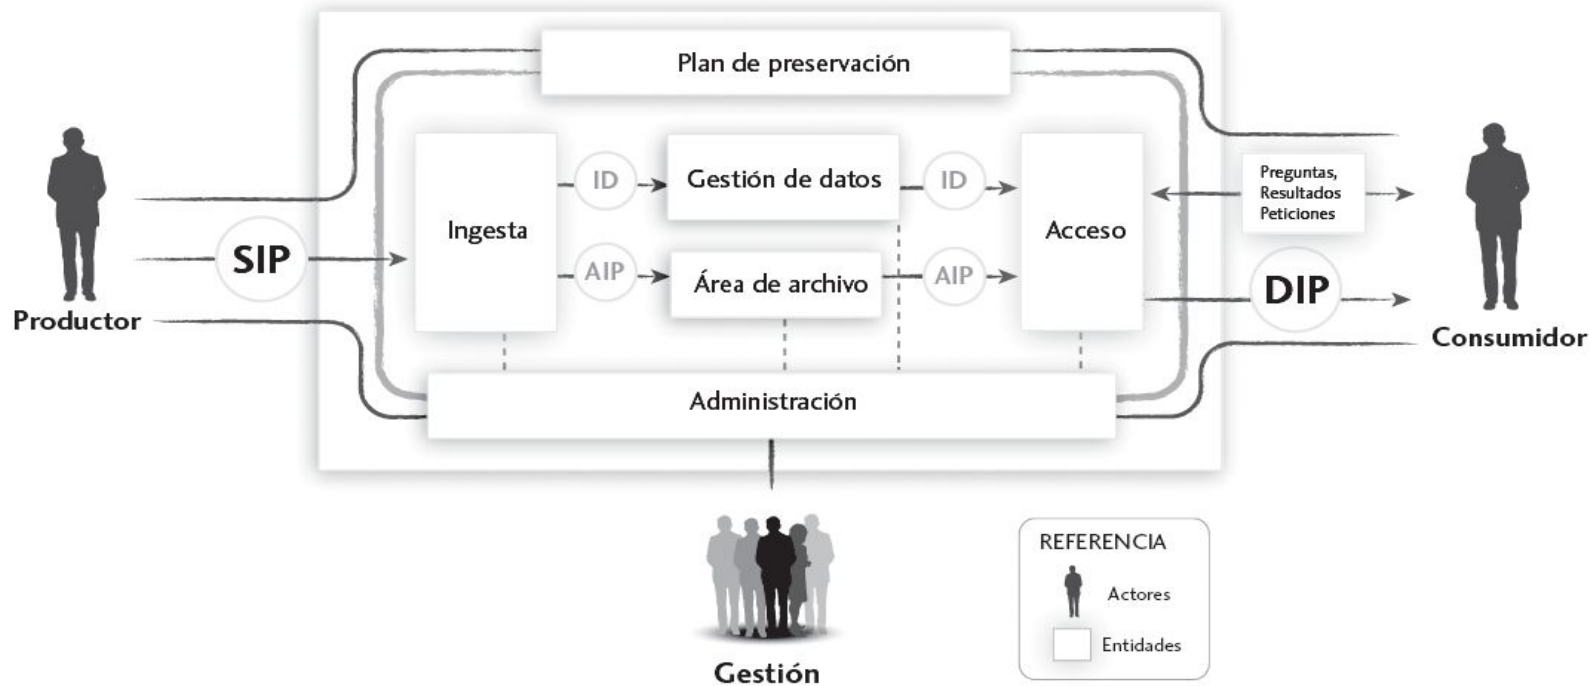 Plan de preservación
Productor
SIP
Ingesta
ID
Gestión de datos
ID
AIP
Área de archivo
AIP
Acceso
Preguntas,
Resultados
Peticiones
DIP
Consumidor
Administración
Gestión
REFERENCIA
Actores
Entidades